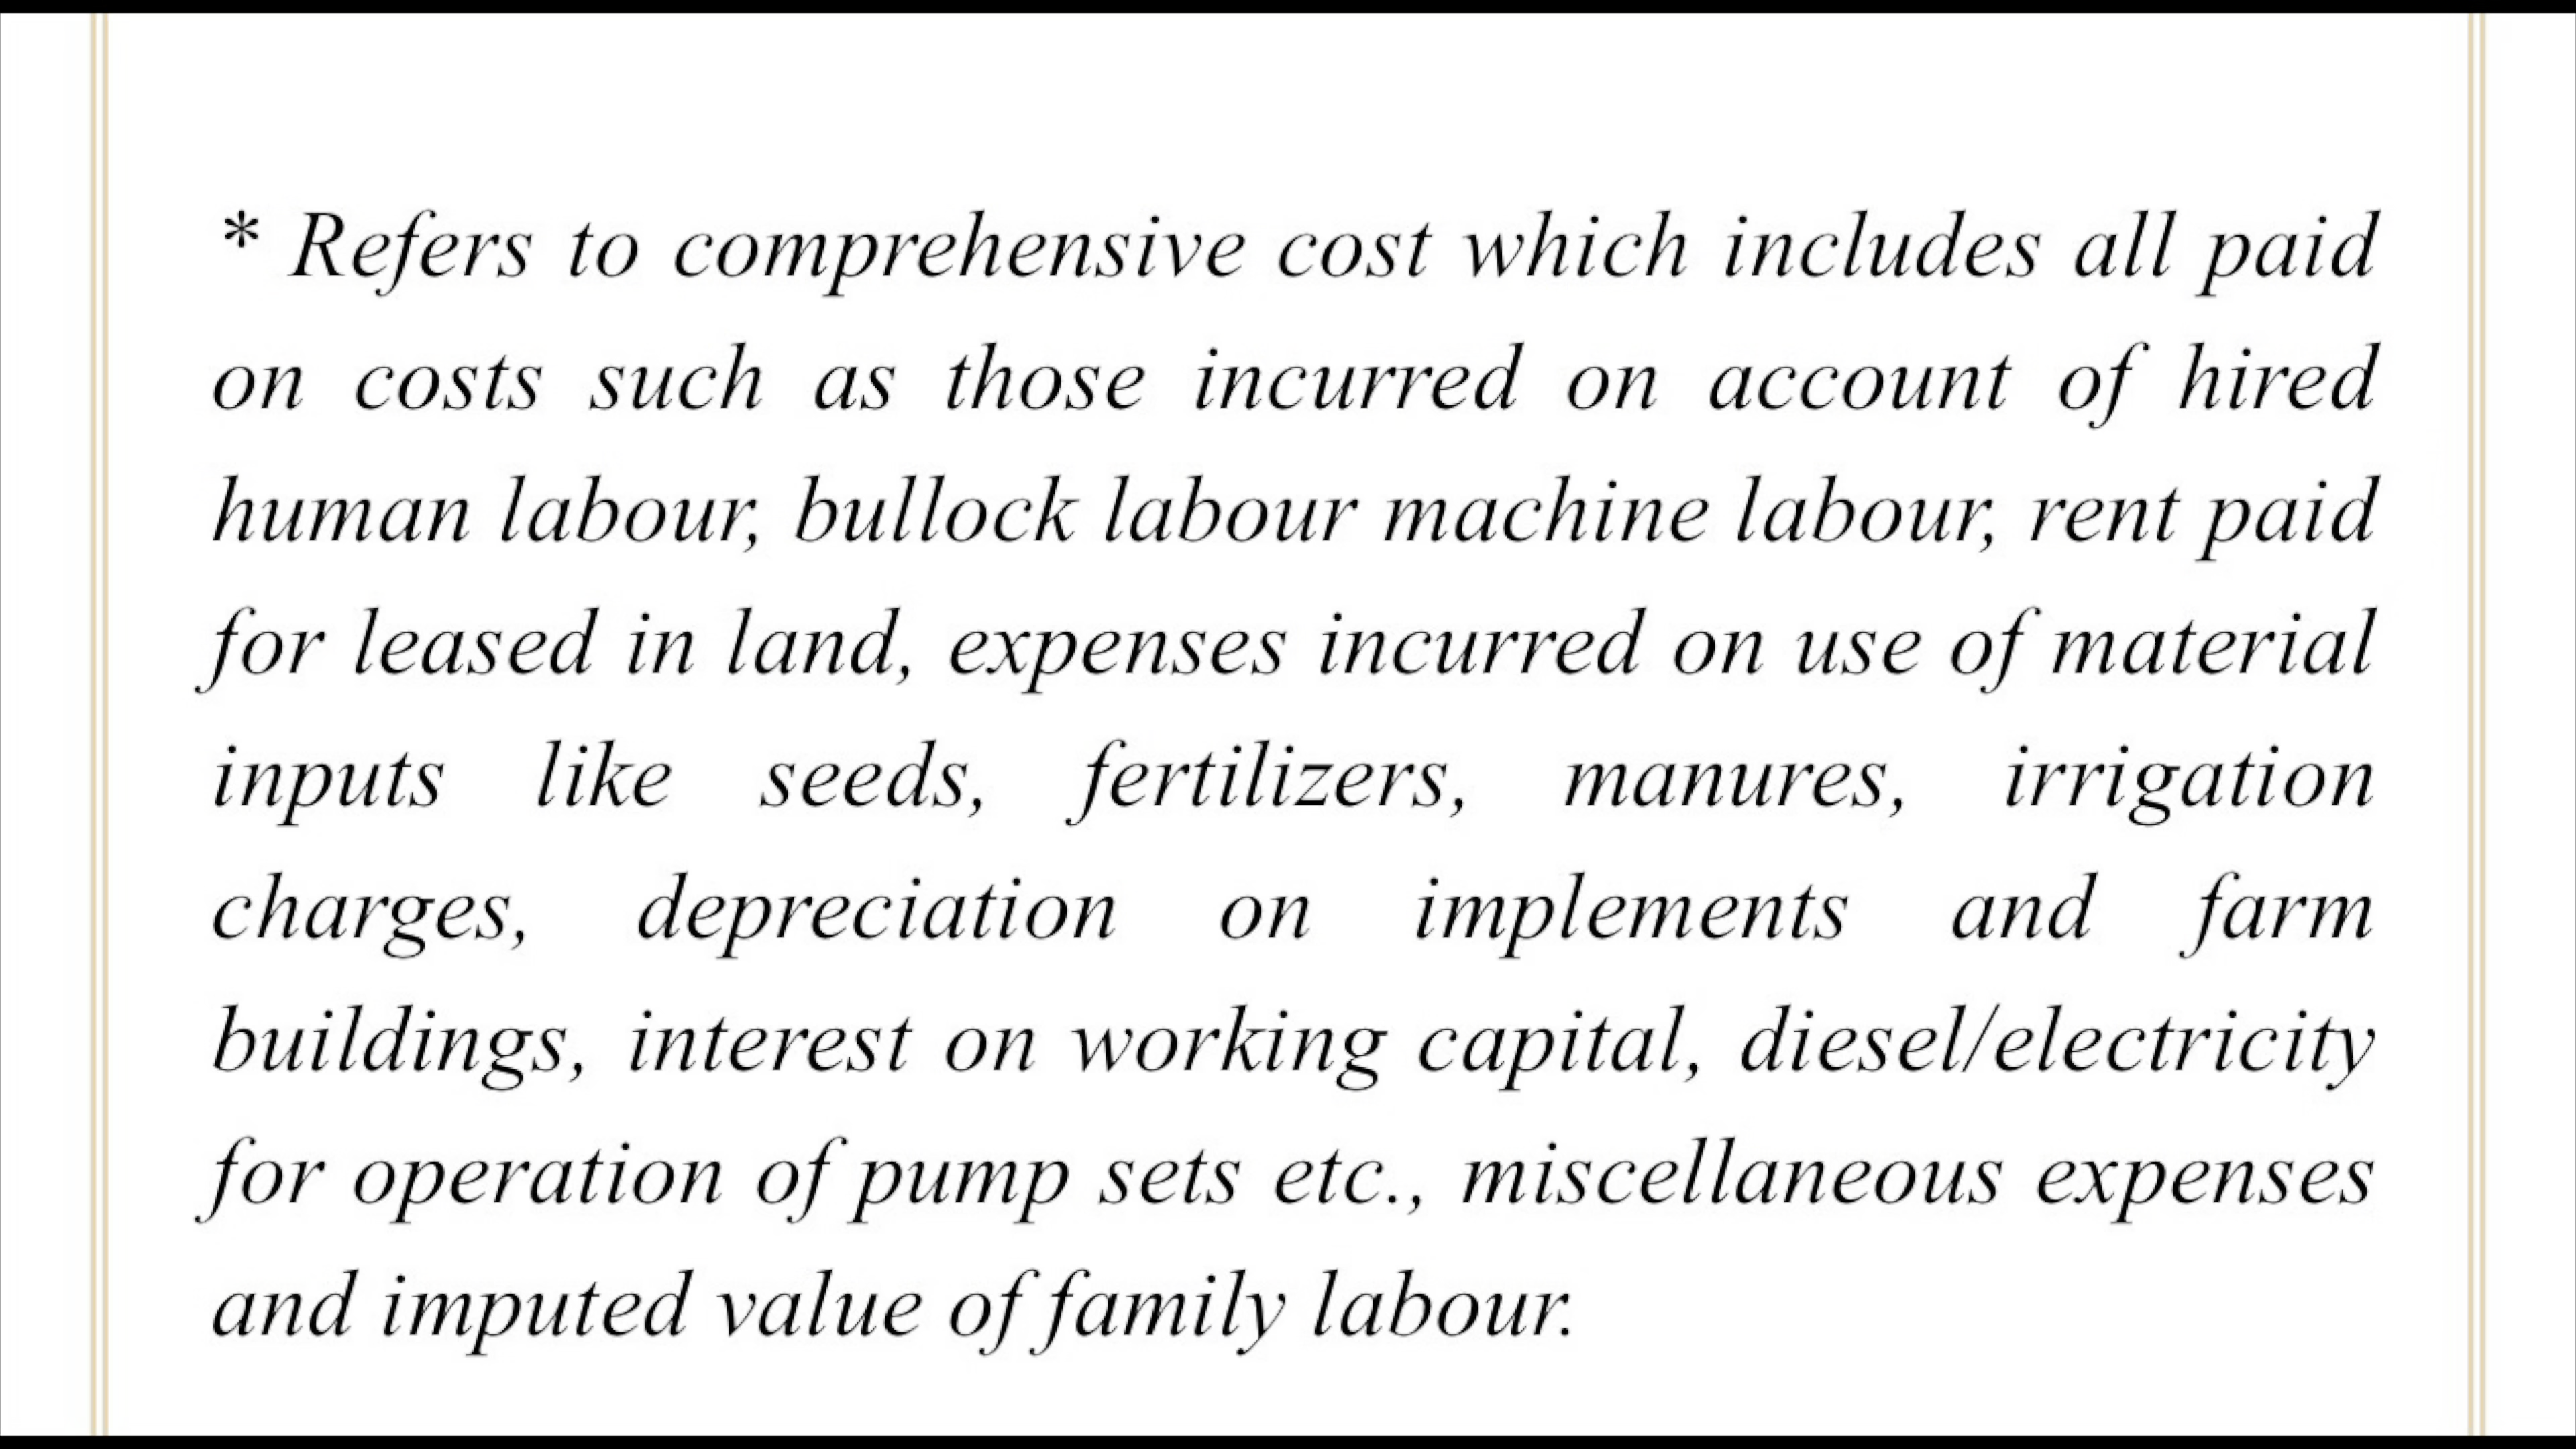 * Refers to comprehensive cost which includes all paid
on costs such as those incurred on account of hired
human labour, bullock labour machine labour, rent paid
for leased in land, expenses incurred on use of material
inputs like seeds, fertilizers, manures, irrigation
charges, depreciation on implements and farm
buildings, interest on working capital, diesel/electricity
for operation of pump sets etc., miscellaneous expenses
and imputed value of family labour.